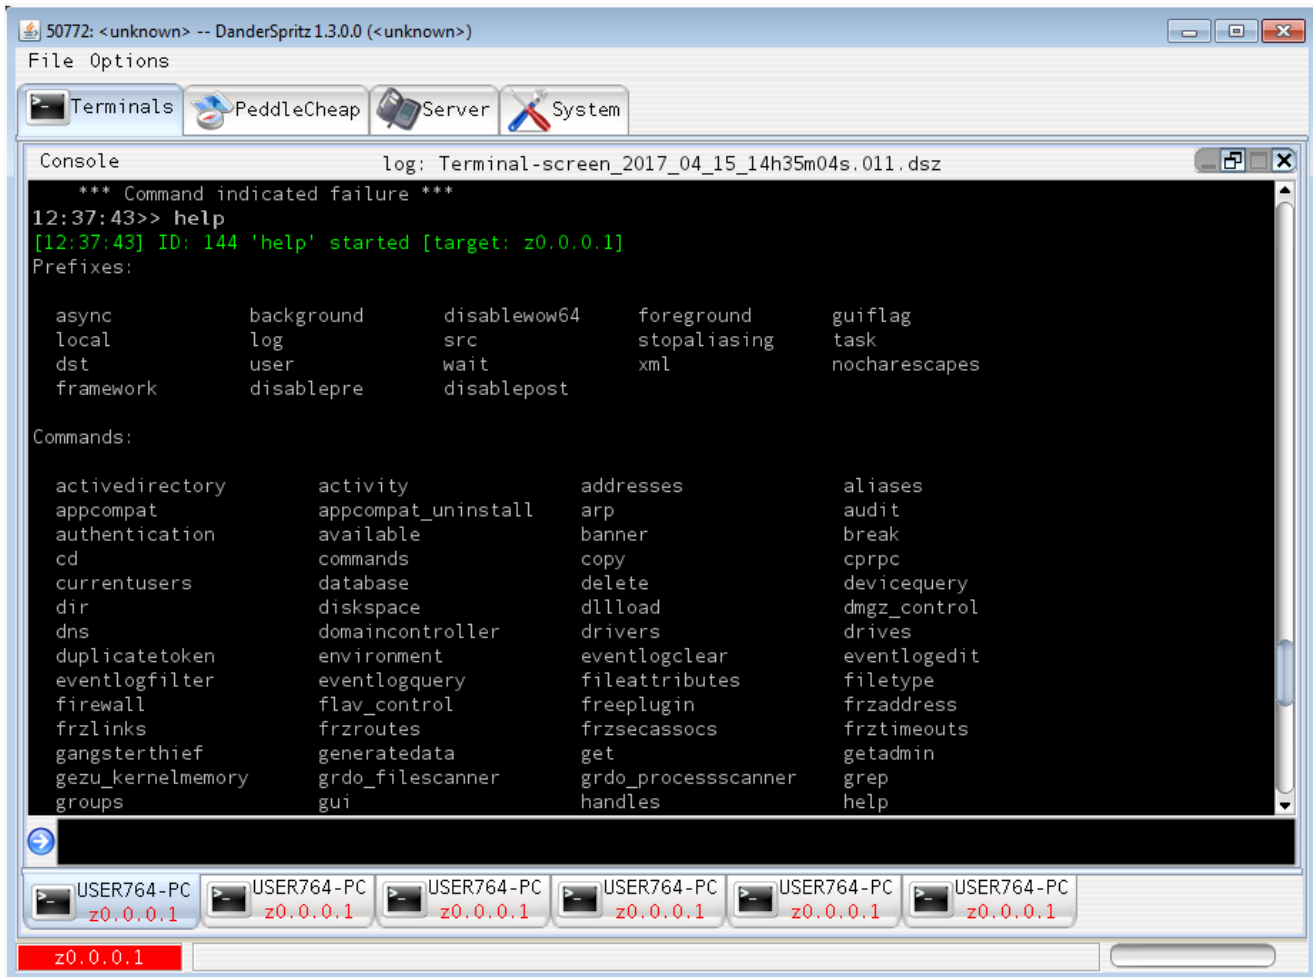 50772: <unknown> -- DanderSpritz 1.3.0.0 (<unknown>)
File Options
Terminals PeddleCheap Server System
Console log: Terminal-screen_2017_04_15_14h35m04s.011.dsz
*** Command indicated failure ***
12:37:43>> help
[12:37:43] ID: 144 'help' started [target: z0.0.0.1]
Prefixes:
async background disablewow64 foreground guiflag
local log src stopaliasing task
dst user wait xml nocharescapes
framework disablepre disablepost
Commands:
activedirectory activity addresses aliases
appcompat appcompat_uninstall arp audit
authentication available banner break
cd commands copy cprpc
currentusers database delete devicequery
dir diskspace dllload dmgz_control
dns domaincontroller drivers drives
duplicatetoken environment eventlogclear eventlogedit
eventlogfilter eventlogquery fileattributes filetype
firewall flav_control freeplugin frzaddress
frzlinks frzroutes frzsecassocs frztimeouts
gangsterthief generatedata get getadmin
gezu_kernelmemory grdo_filescanner grdo_processscanner grep
groups gui handles help
USER764-PC USER764-PC USER764-PC USER764-PC USER764-PC USER764-PC
z0.0.0.1 z0.0.0.1 z0.0.0.1 z0.0.0.1 z0.0.0.1 z0.0.0.1
z0.0.0.1